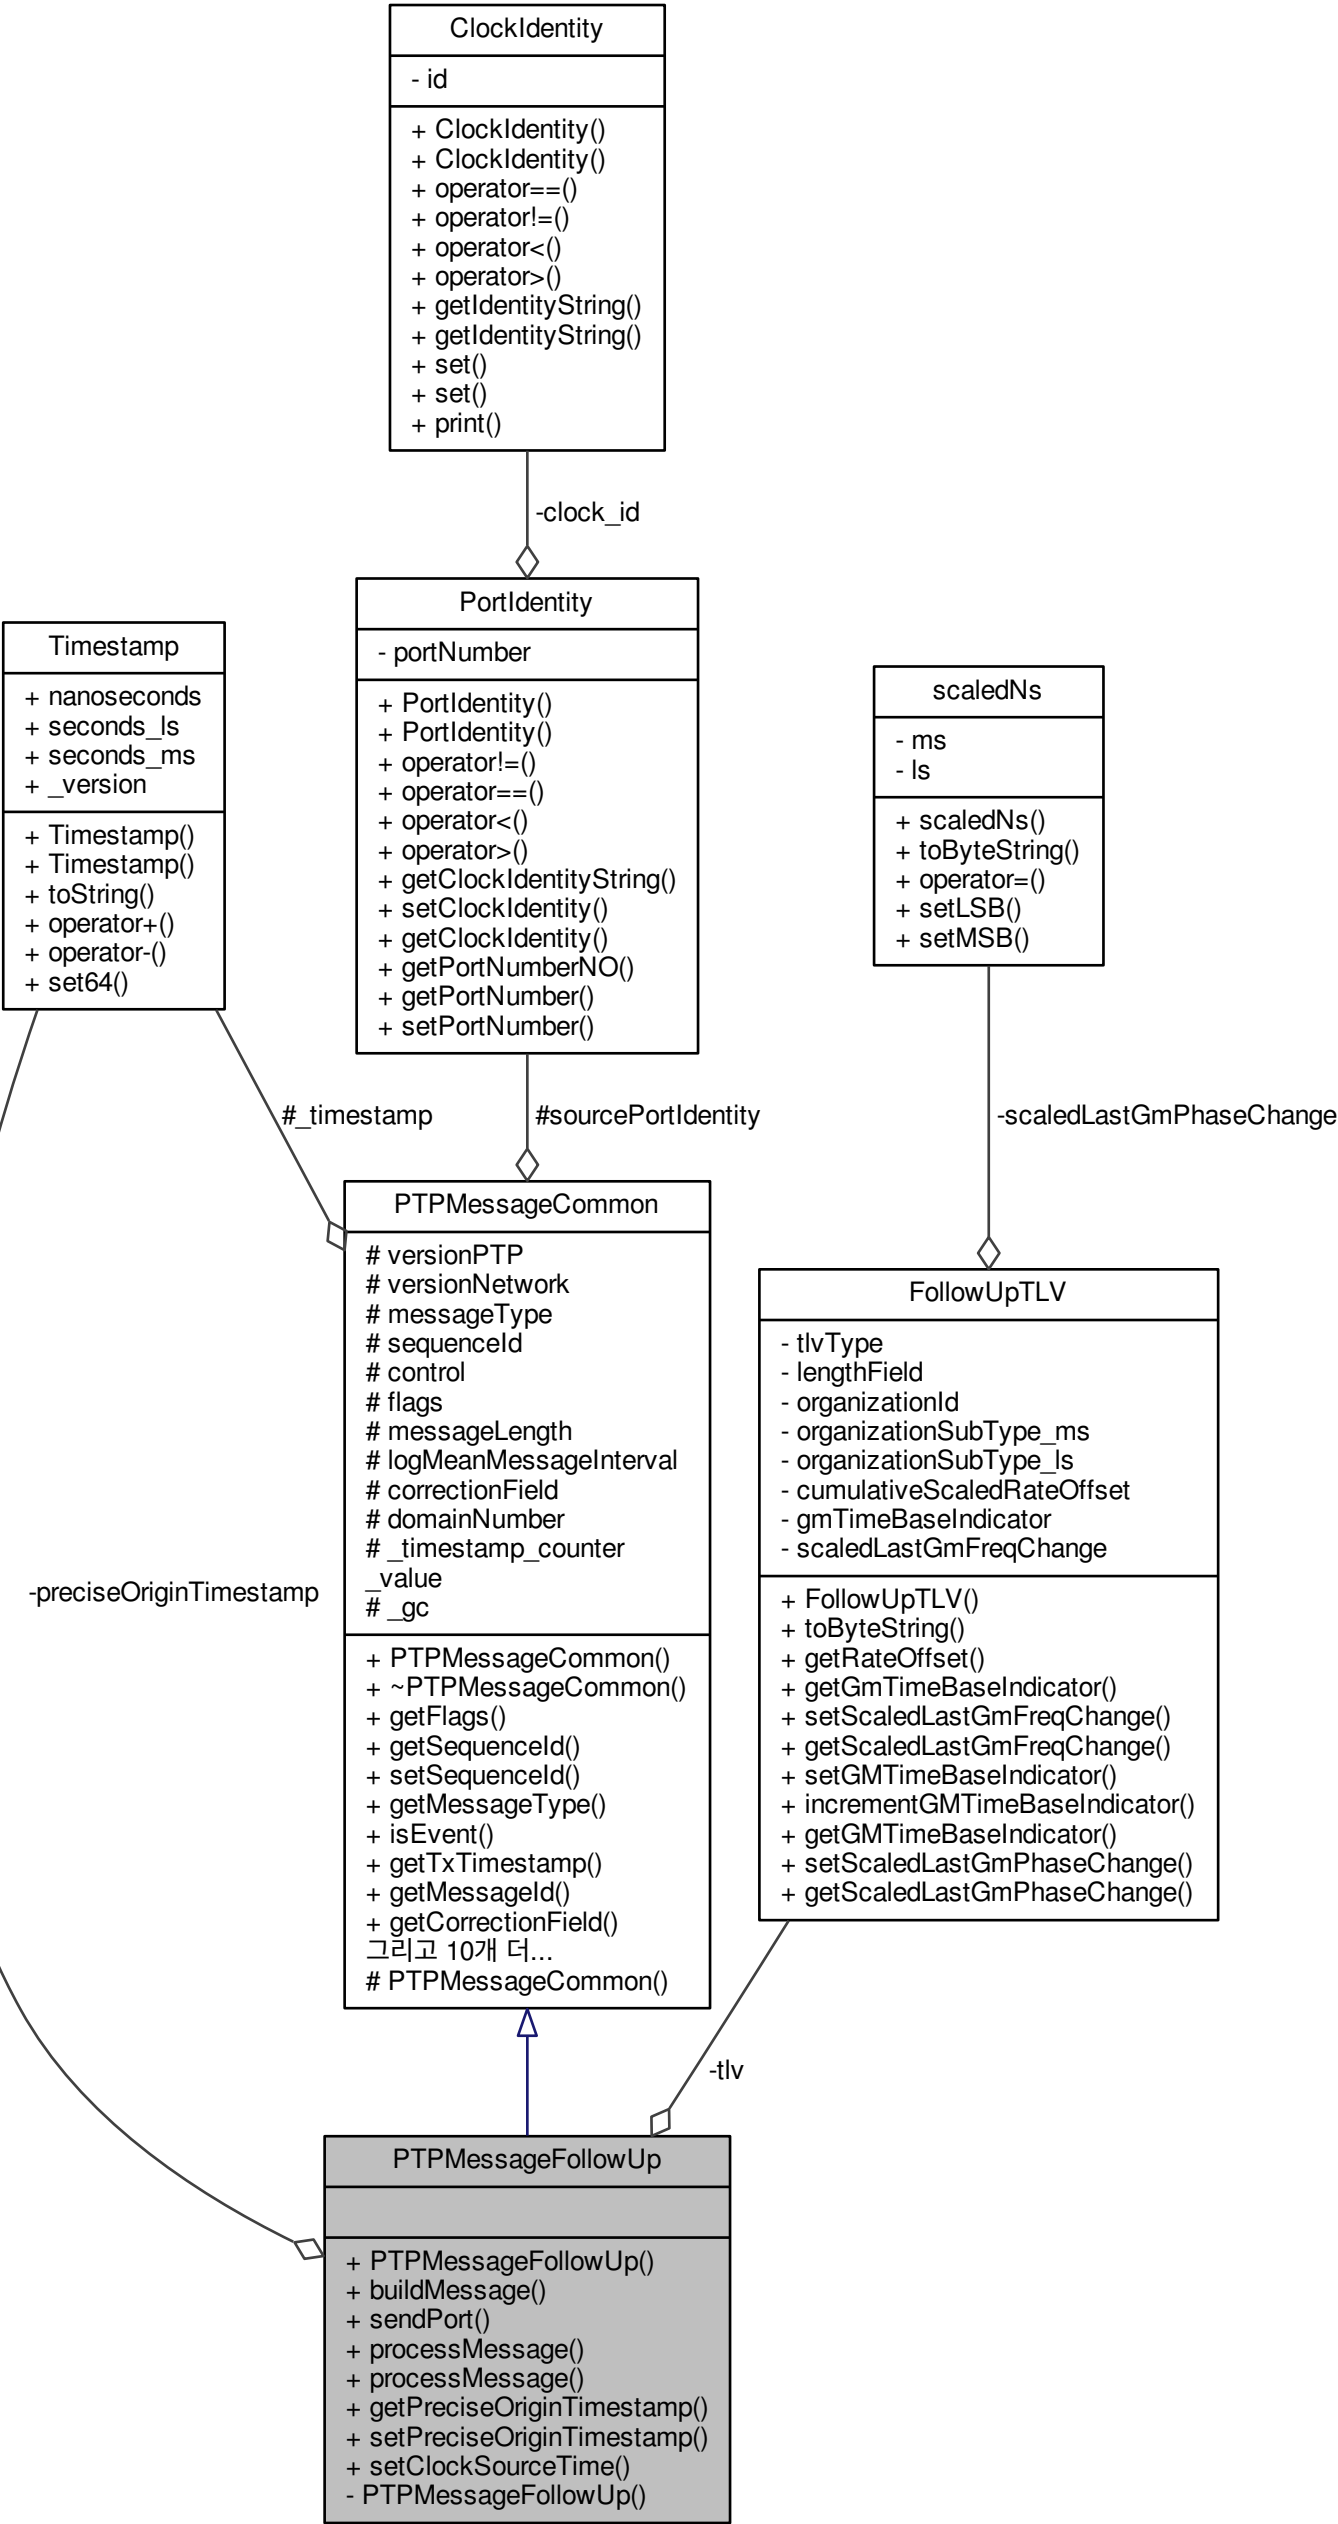 ClockIdentity
- id
+ ClockIdentity()
+ ClockIdentity()
+ operator==()
+ operator!=()
+ operator<()
+ operator>()
+ getIdentityString()
+ getIdentityString()
+ set()
+ set()
+ print()
-clock_id
PortIdentity
- portNumber
+ PortIdentity()
+ PortIdentity()
+ operator!=()
+ operator==()
+ operator<()
+ operator>()
+ getClockIdentityString()
+ setClockIdentity()
+ getClockIdentity()
+ getPortNumberNO()
+ getPortNumber()
+ setPortNumber()
Timestamp
+ nanoseconds
+ seconds_ls
+ seconds_ms
+ _version
+ Timestamp()
+ Timestamp()
+ toString()
+ operator+()
+ operator-()
+ set64()
scaledNs
- ms
- ls
+ scaledNs()
+ toByteString()
+ operator=()
+ setLSB()
+ setMSB()
#_timestamp
#sourcePortIdentity
-scaledLastGmPhaseChange
PTPMessageCommon
# versionPTP
# versionNetwork
# messageType
# sequenceId
# control
# flags
# messageLength
# logMeanMessageInterval
# correctionField
# domainNumber
# _timestamp_counter
_value
# _gc
+ PTPMessageCommon()
+ ~PTPMessageCommon()
+ getFlags()
+ getSequenceId()
+ setSequenceId()
+ getMessageType()
+ isEvent()
+ getTxTimestamp()
+ getMessageId()
+ getCorrectionField()
그리고 10개 더...
# PTPMessageCommon()
FollowUpTLV
- tlvType
- lengthField
- organizationId
- organizationSubType_ms
- organizationSubType_ls
- cumulativeScaledRateOffset
- gmTimeBaseIndicator
- scaledLastGmFreqChange
+ FollowUpTLV()
+ toByteString()
+ getRateOffset()
+ getGmTimeBaseIndicator()
+ setScaledLastGmFreqChange()
+ getScaledLastGmFreqChange()
+ setGMTimeBaseIndicator()
+ incrementGMTimeBaseIndicator()
+ getGMTimeBaseIndicator()
+ setScaledLastGmPhaseChange()
+ getScaledLastGmPhaseChange()
-preciseOriginTimestamp
-tlv
PTPMessageFollowUp
+ PTPMessageFollowUp()
+ buildMessage()
+ sendPort()
+ processMessage()
+ processMessage()
+ getPreciseOriginTimestamp()
+ setPreciseOriginTimestamp()
+ setClockSourceTime()
- PTPMessageFollowUp()